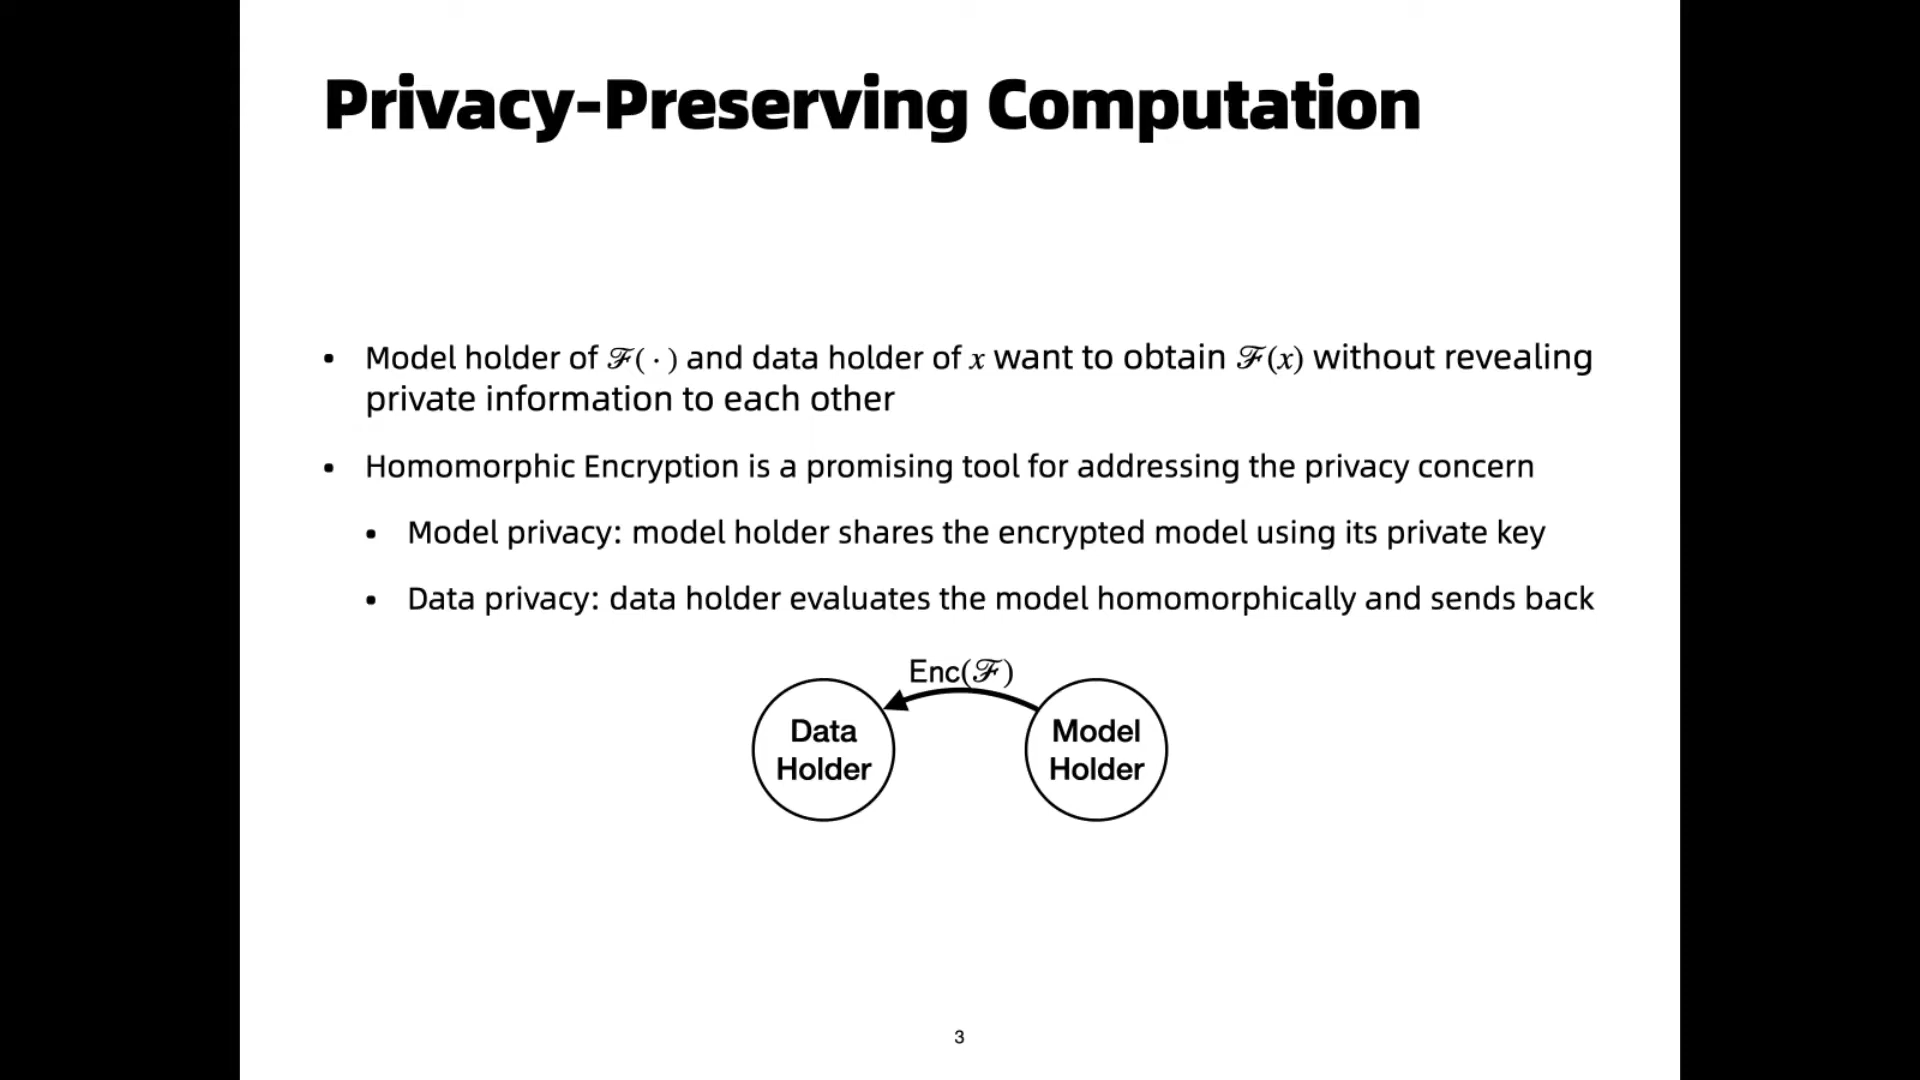 Privacy-Preserving Computation
• Model holder of ℱ( · ) and data holder of x want to obtain ℱ(x) without revealing
private information to each other
• Homomorphic Encryption is a promising tool for addressing the privacy concern
• Model privacy: model holder shares the encrypted model using its private key
• Data privacy: data holder evaluates the model homomorphically and sends back
Enc(ℱ)
Data
Holder
Model
Holder
3